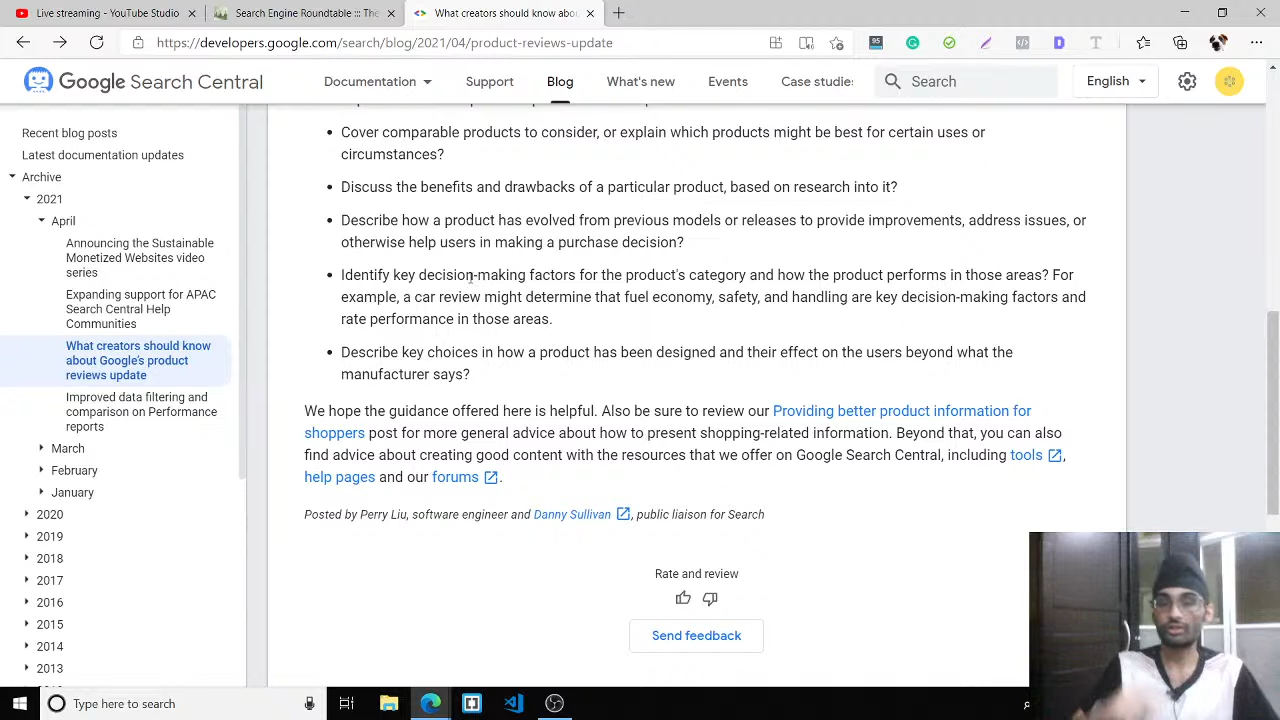 Live streaming - YouTube Studio
Search Engine Roundtable ::: The
What creators should know abou
https://developers.google.com/search/blog/2021/04/product-reviews-update
95
Google Search Central
Documentation
Support
Blog
What's new
Events
Case studies
Search
English
Recent blog posts
Latest documentation updates
Archive
2021
April
Announcing the Sustainable
Monetized Websites video
series
Expanding support for APAC
Search Central Help
Communities
What creators should know
about Google's product
reviews update
Improved data filtering and
comparison on Performance
reports
March
February
January
2020
2019
2018
2017
2016
2015
2014
2013
• Cover comparable products to consider, or explain which products might be best for certain uses or
circumstances?
• Discuss the benefits and drawbacks of a particular product, based on research into it?
• Describe how a product has evolved from previous models or releases to provide improvements, address issues, or
otherwise help users in making a purchase decision?
• Identify key decision-making factors for the product's category and how the product performs in those areas? For
example, a car review might determine that fuel economy, safety, and handling are key decision-making factors and
rate performance in those areas.
• Describe key choices in how a product has been designed and their effect on the users beyond what the
manufacturer says?
We hope the guidance offered here is helpful. Also be sure to review our Providing better product information for
shoppers post for more general advice about how to present shopping-related information. Beyond that, you can also
find advice about creating good content with the resources that we offer on Google Search Central, including tools,
help pages and our forums.
Posted by Perry Liu, software engineer and Danny Sullivan, public liaison for Search
Rate and review
Send feedback
Type here to search